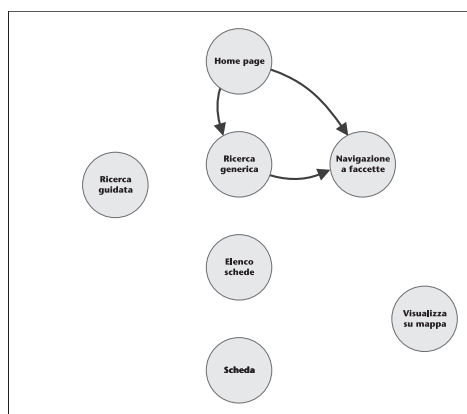 Home page
Ricerca
generica
Navigazione
a faccette
Ricerca
guidata
Elenco
schede
Visualizza
su mappa
Scheda